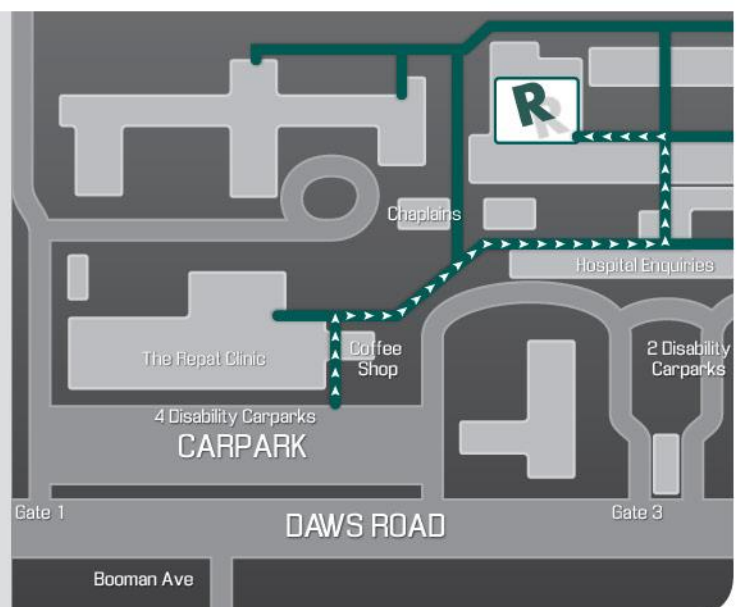 R
R
Chaplains
Hospital Enquiries
The Repat Clinic
Coffee
Shop
2 Disability
Carparks
4 Disability Carparks
CARPARK
Gate 1
DAWS ROAD
Gate 3
Booman Ave